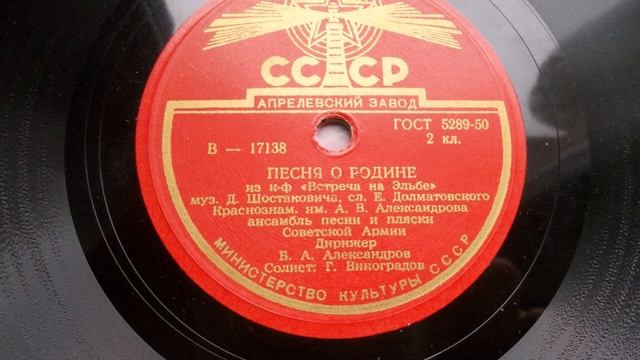 СССР
АПРЕЛЕВСКИЙ ЗАВОД
ГОСТ 5289-50
В — 17138
2 кл.
ПЕСНЯ О РОДИНЕ
из к-ф «Встреча на Эльбе»
муз. Д. Шостаковича, сл. Е. Долматовского
Краснознам. им. А. В. Александрова
ансамбль песни и пляски
Советской Армии
Дирижер
Б. А. Александров
Солист: Г. Виноградов
МИНИСТЕРСТВО КУЛЬТУРЫ СССР